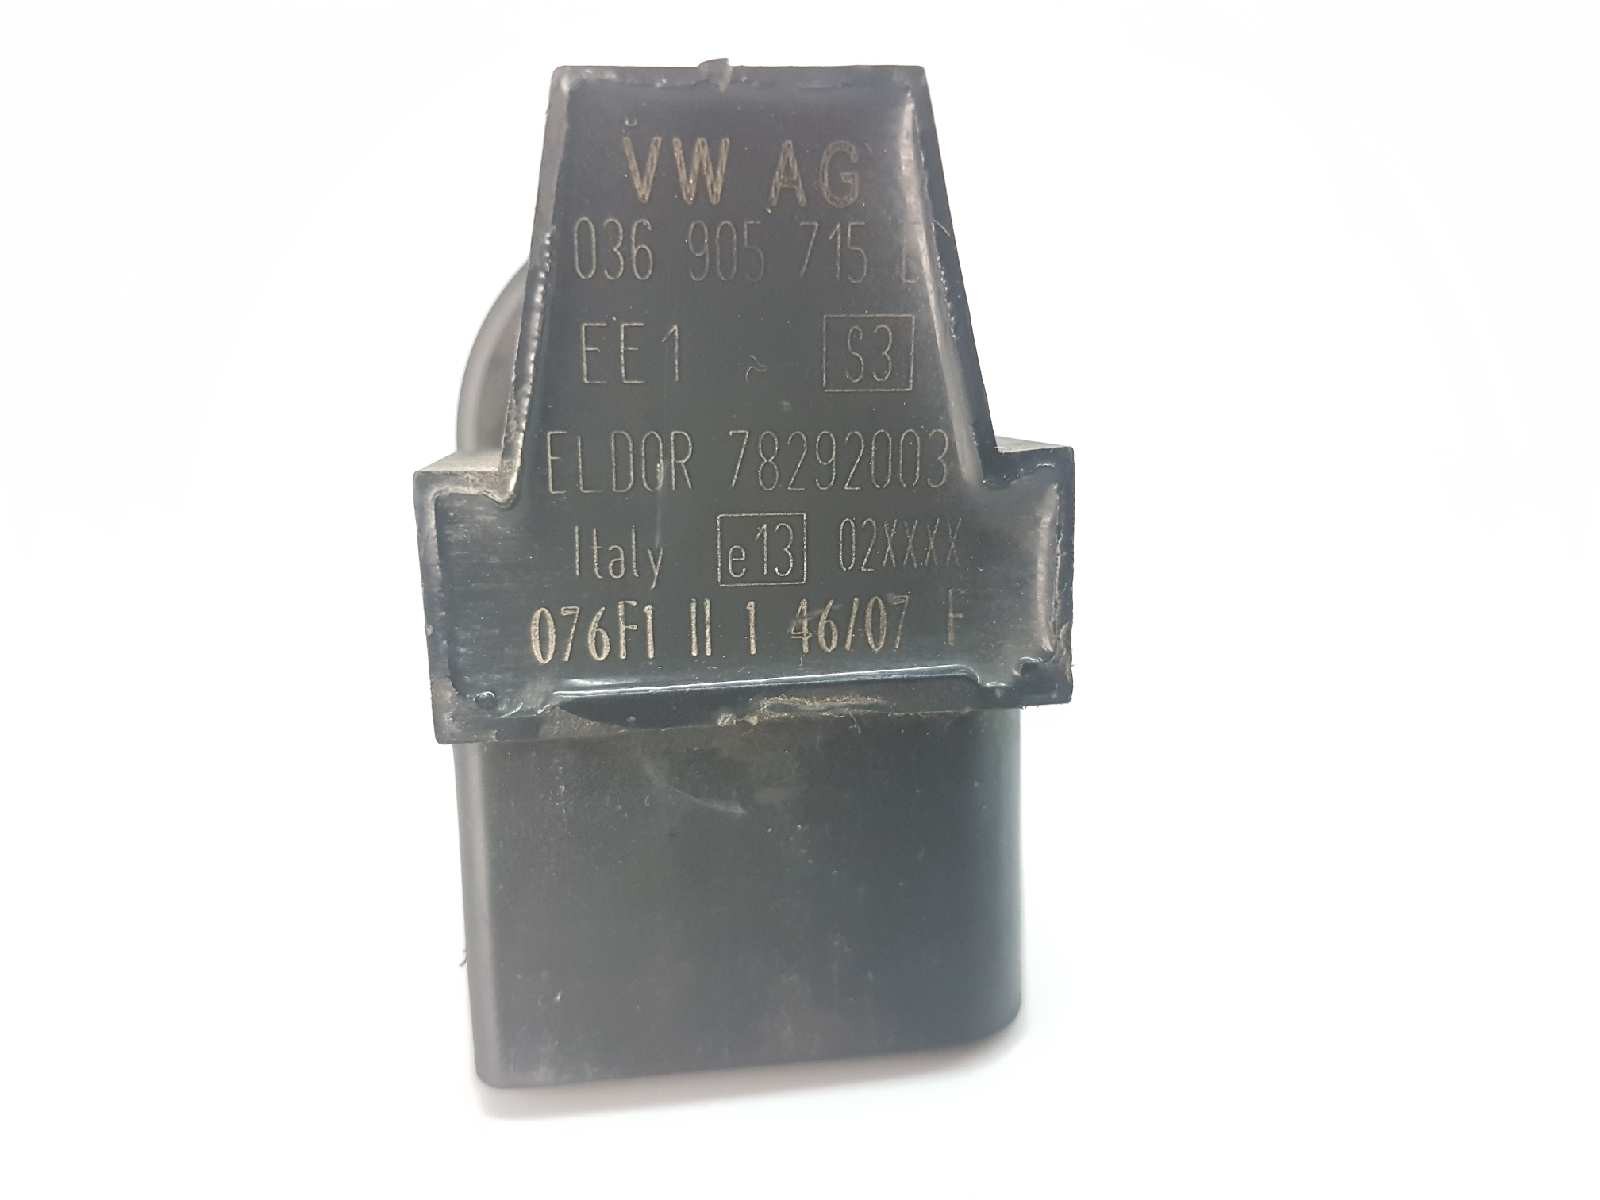 VW AG
036 905 715
EE1 S3
ELDOR 78292003
Italy e13 02XXXX
076F1 II 1 46/07 F